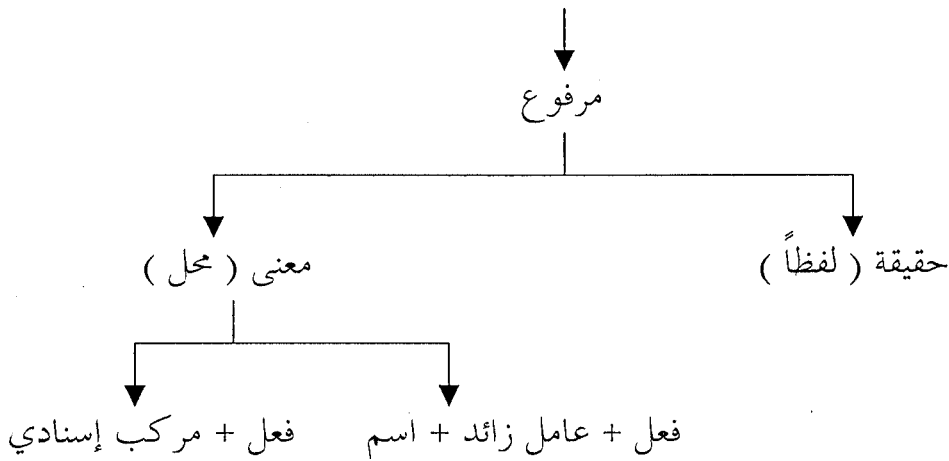 مرفوع
حقيقة ( لفظاً ) معنى ( محل )
فعل + عامل زائد + اسم فعل + مركب إسنادي